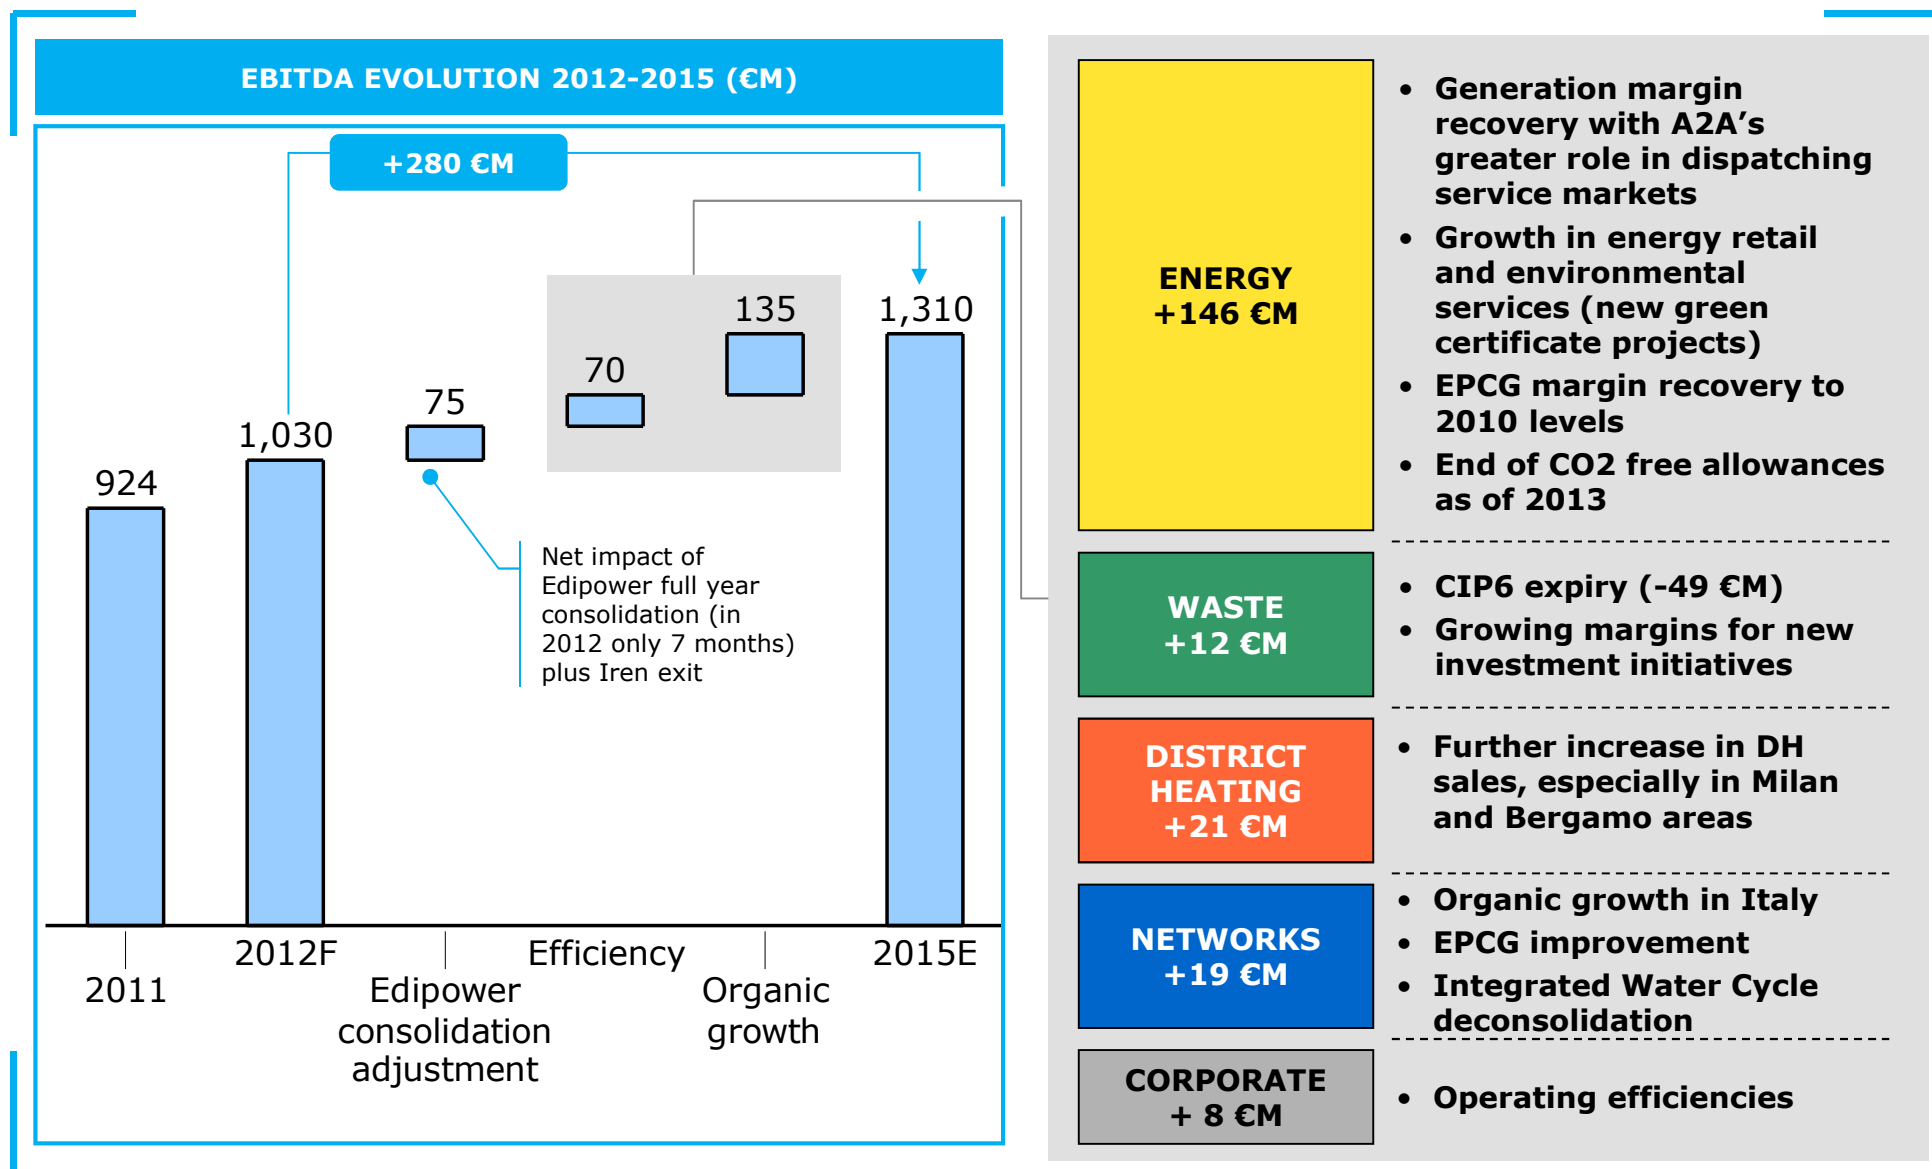 EBITDA EVOLUTION 2012-2015 (€M)
+280 €M
924
1,030
75
70
135
1,310
Net impact of
Edipower full year
consolidation (in
2012 only 7 months)
plus Iren exit
2011
2012F
Edipower
consolidation
adjustment
Efficiency
Organic
growth
2015E
ENERGY
+146 €M
• Generation margin
recovery with A2A’s
greater role in dispatching
service markets
• Growth in energy retail
and environmental
services (new green
certificate projects)
• EPCG margin recovery to
2010 levels
• End of CO2 free allowances
as of 2013
WASTE
+12 €M
• CIP6 expiry (-49 €M)
• Growing margins for new
investment initiatives
DISTRICT
HEATING
+21 €M
• Further increase in DH
sales, especially in Milan
and Bergamo areas
NETWORKS
+19 €M
• Organic growth in Italy
• EPCG improvement
• Integrated Water Cycle
deconsolidation
CORPORATE
+ 8 €M
• Operating efficiencies